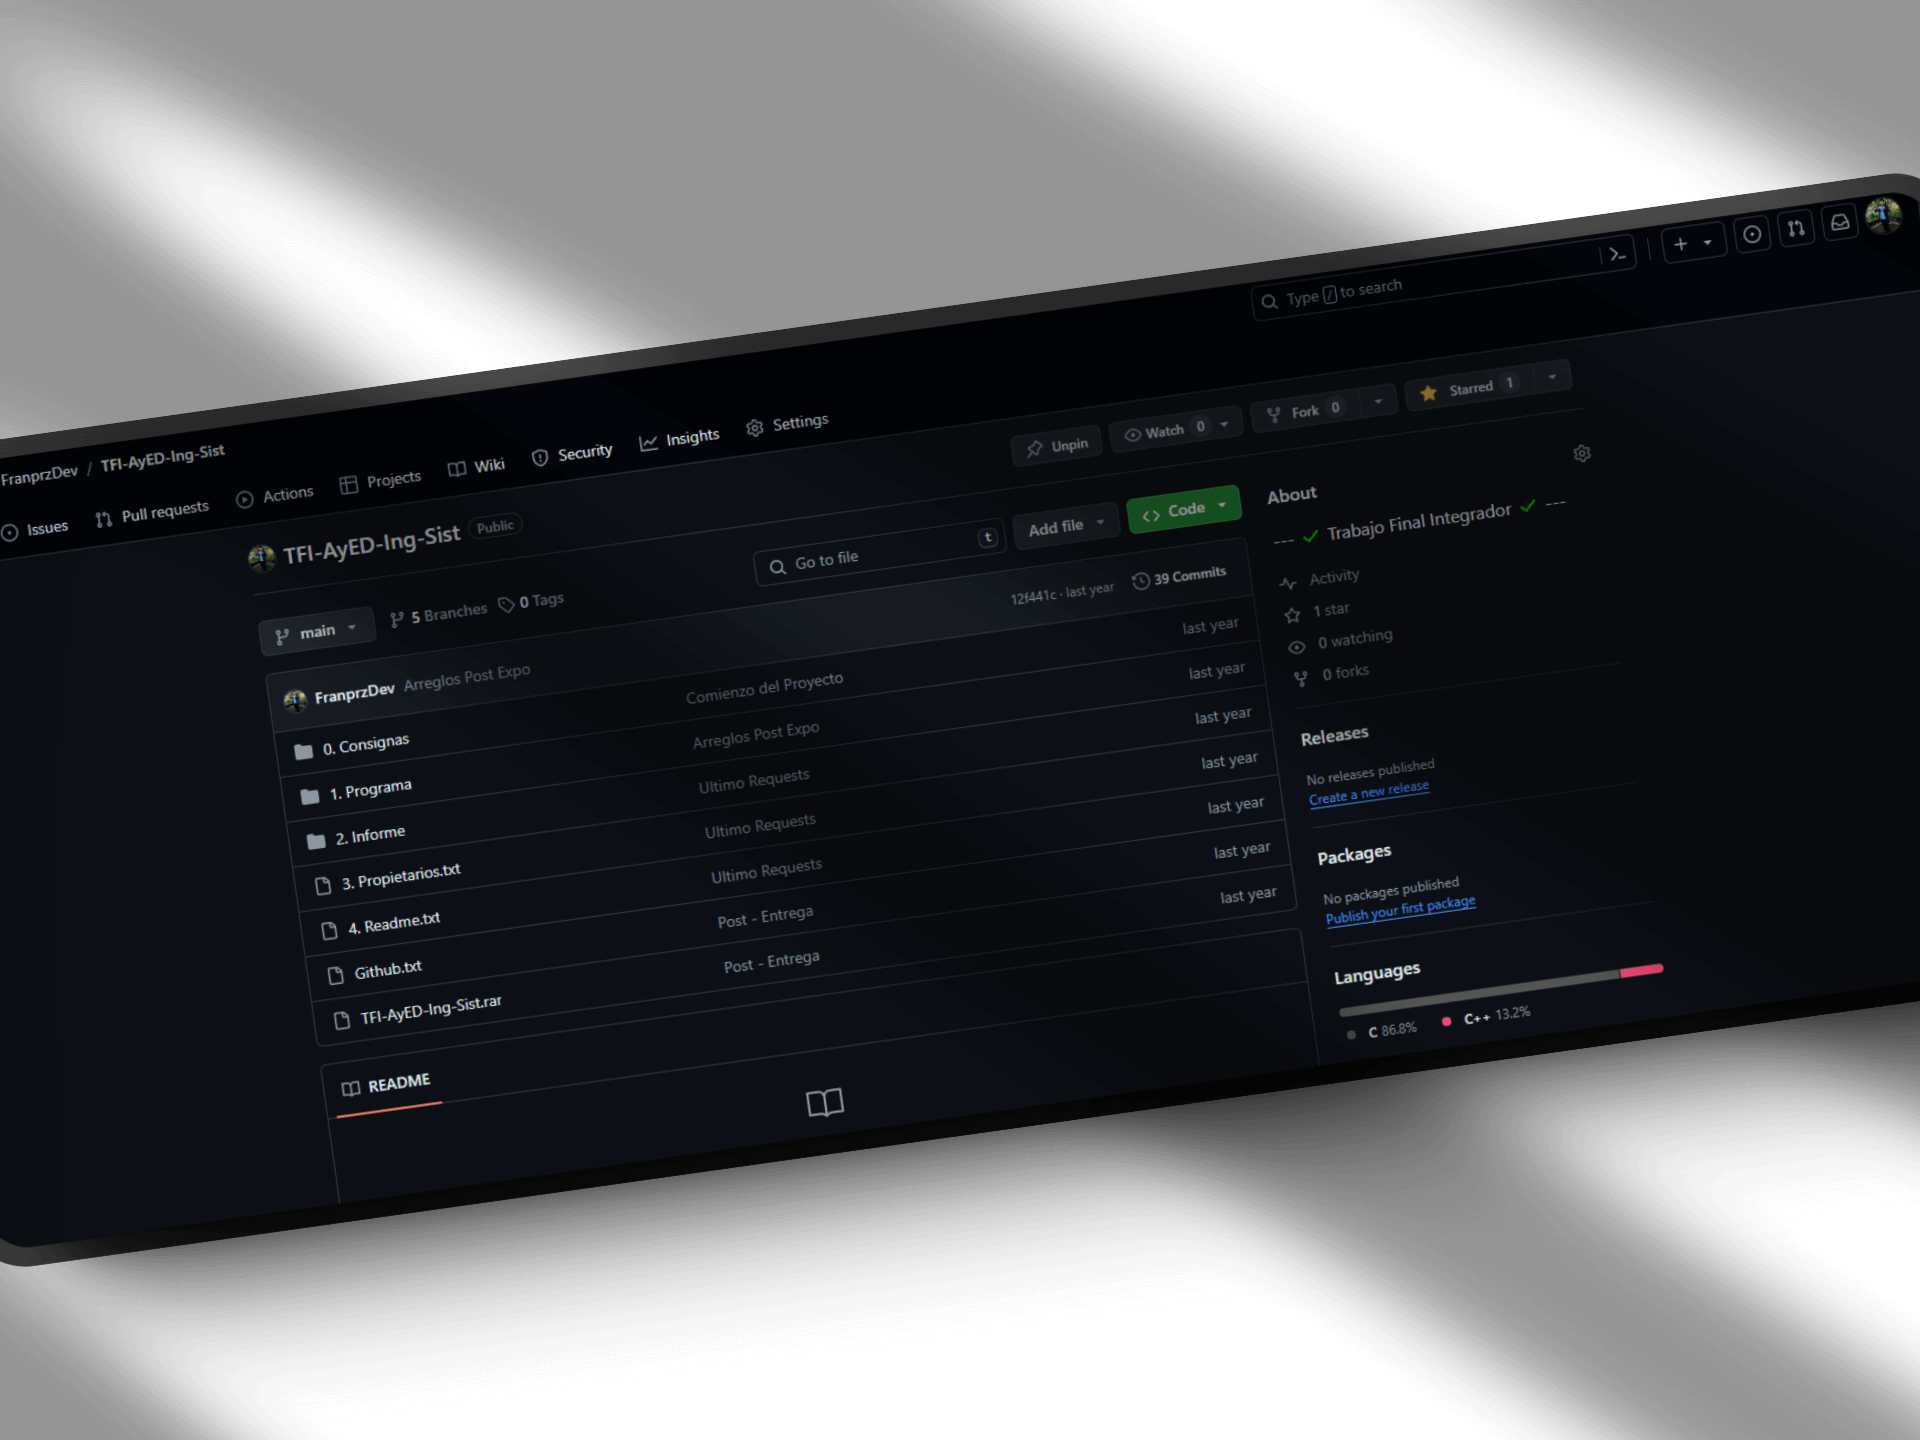 FranprzDev / TFI-AyED-Ing-Sist
Type / to search
Issues
Pull requests
Actions
Projects
Wiki
Security
Insights
Settings
TFI-AyED-Ing-Sist Public
Unpin
Watch 0
Fork 0
Starred 1
main
5 Branches
0 Tags
Go to file t
Add file
Code
FranprzDev Arreglos Post Expo 12f441c · last year 39 Commits
0. Consignas Comienzo del Proyecto last year
1. Programa Arreglos Post Expo last year
2. Informe Ultimo Requests last year
3. Propietarios.txt Ultimo Requests last year
4. Readme.txt Ultimo Requests last year
Github.txt Post - Entrega last year
TFI-AyED-Ing-Sist.rar Post - Entrega last year
README
About
--- ✓ Trabajo Final Integrador ✓ ---
Activity
1 star
0 watching
0 forks
Releases
No releases published
Create a new release
Packages
No packages published
Publish your first package
Languages
C 86.8% C++ 13.2%